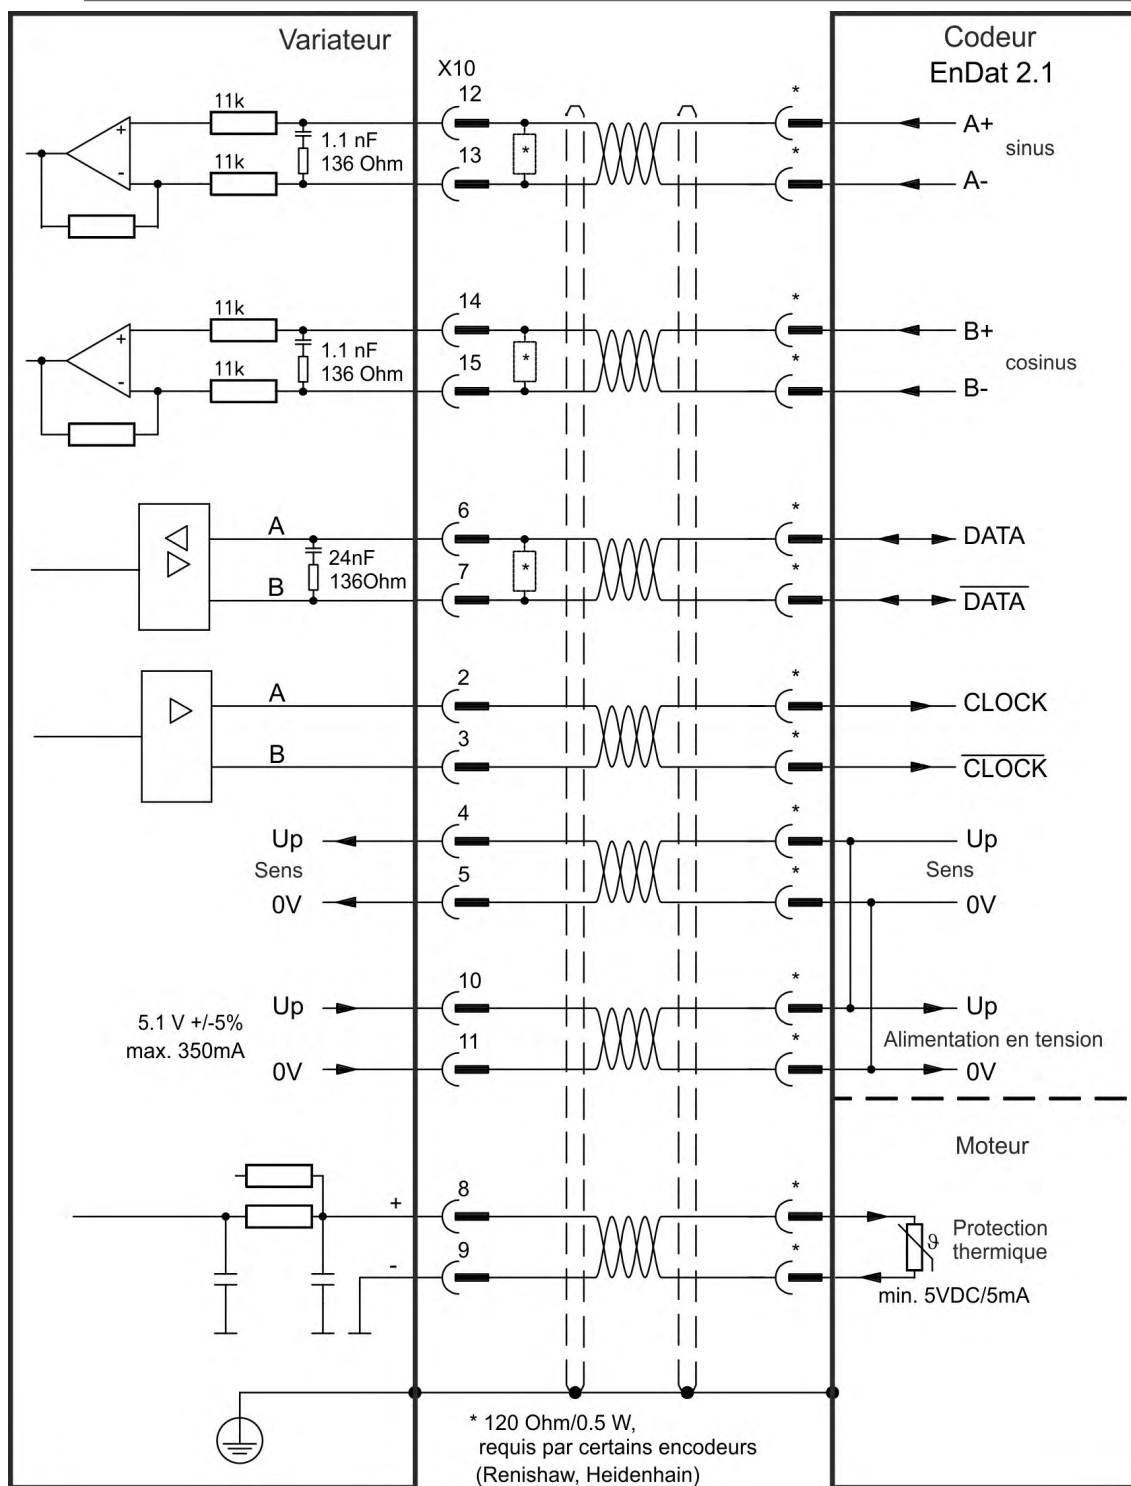 Variateur
Codeur
EnDat 2.1
X10
12
*
11k
A+
1.1 nF
136 Ohm
*
sinus
13
*
11k
A-
+
-
14
*
11k
B+
1.1 nF
136 Ohm
*
cosinus
15
*
11k
B-
+
-
6
*
A
DATA
24nF
136Ohm
*
7
*
B
DATA
2
*
A
CLOCK
3
*
B
CLOCK
4
*
Up
Up
Sens
Sens
5
*
0V
0V
10
*
Up
Up
5.1 V +/-5%
max. 350mA
Alimentation en tension
11
*
0V
0V
Moteur
8
*
+
Protection
thermique
ϑ
9
*
-
min. 5VDC/5mA
* 120 Ohm/0.5 W,
requis par certains encodeurs
(Renishaw, Heidenhain)